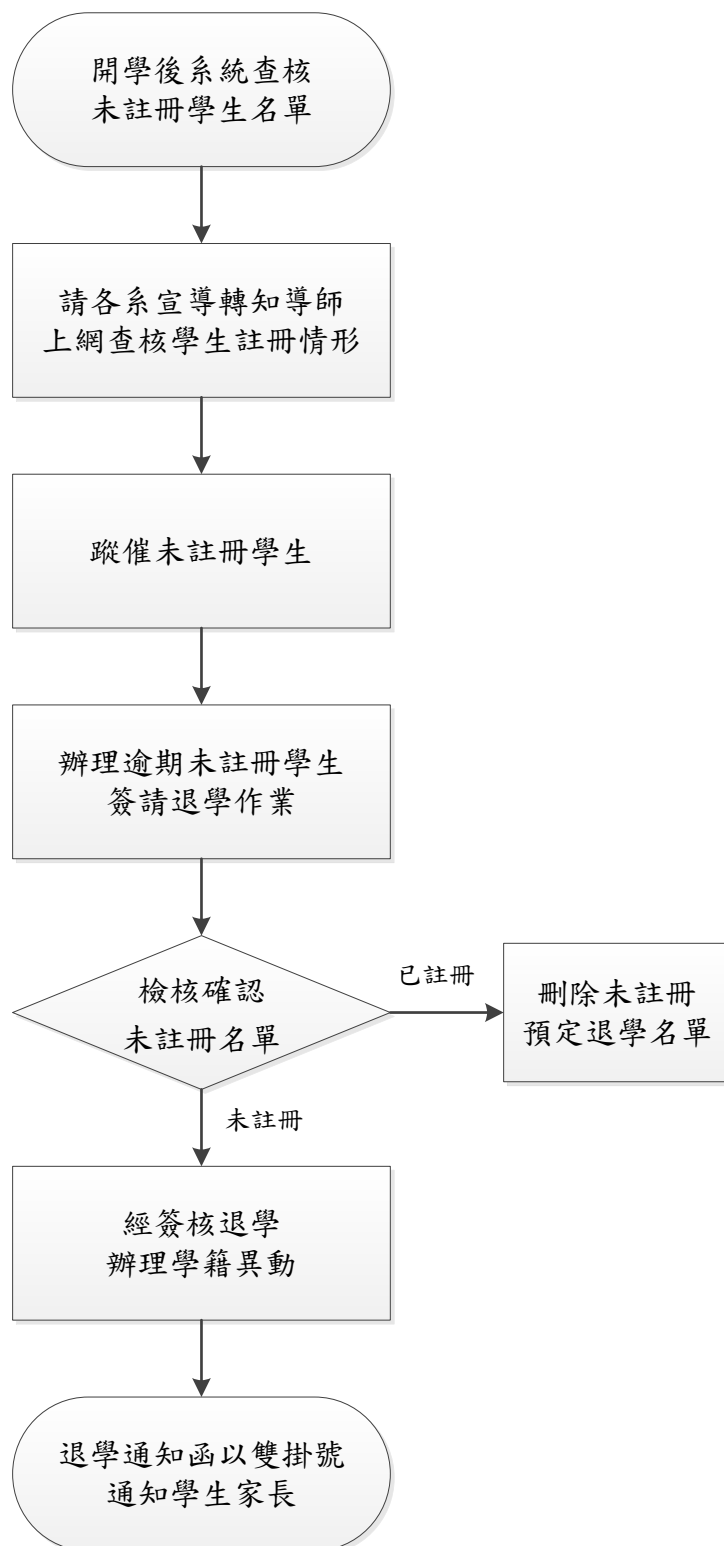 開學後系統查核
未註冊學生名單
請各系宣導轉知導師
上網查核學生註冊情形
蹤催未註冊學生
辦理逾期未註冊學生
簽請退學作業
檢核確認
未註冊名單
已註冊
刪除未註冊
預定退學名單
未註冊
經簽核退學
辦理學籍異動
退學通知函以雙掛號
通知學生家長